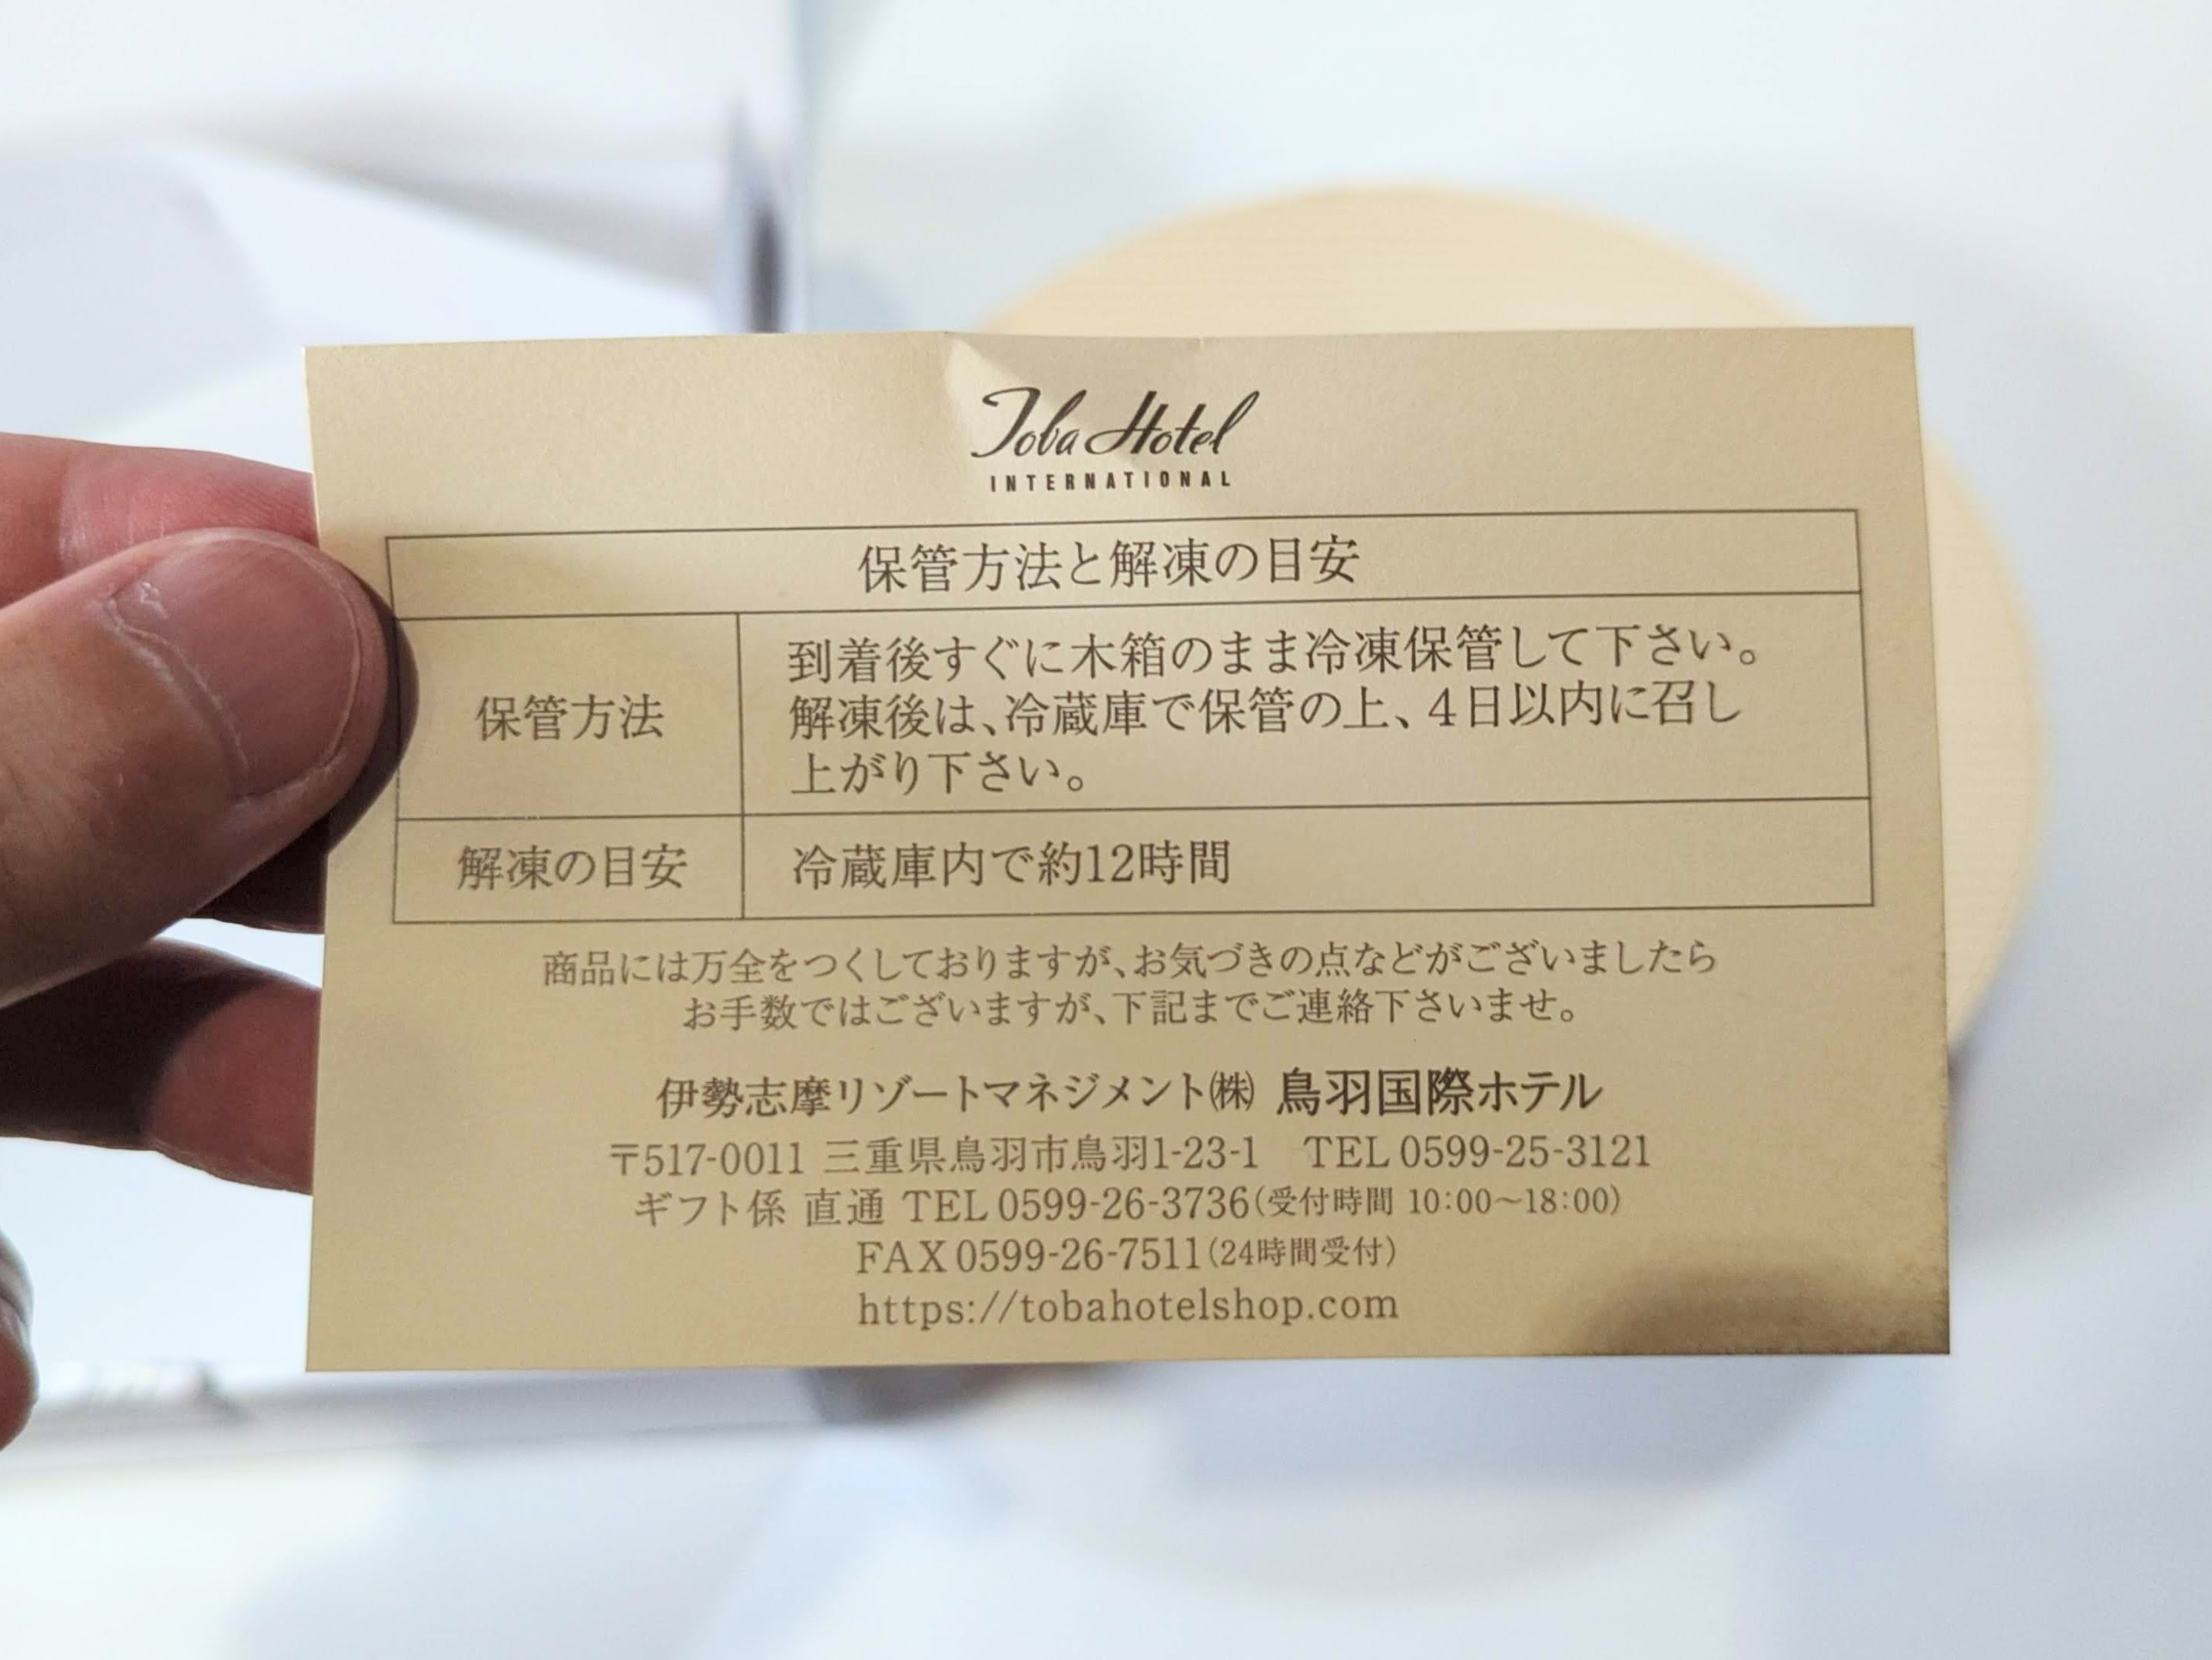 Toba Hotel
INTERNATIONAL
保管方法と解凍の目安
保管方法
到着後すぐに木箱のまま冷凍保管して下さい。
解凍後は、冷蔵庫で保管の上、4日以内に召し
上がり下さい。
解凍の目安
冷蔵庫内で約12時間
商品には万全をつくしておりますが、お気づきの点などがございましたら
お手数ではございますが、下記までご連絡下さいませ。
伊勢志摩リゾートマネジメント㈱ 鳥羽国際ホテル
〒517-0011 三重県鳥羽市鳥羽1-23-1 TEL 0599-25-3121
ギフト係 直通 TEL 0599-26-3736(受付時間 10:00～18:00)
FAX 0599-26-7511(24時間受付)
https://tobahotelshop.com